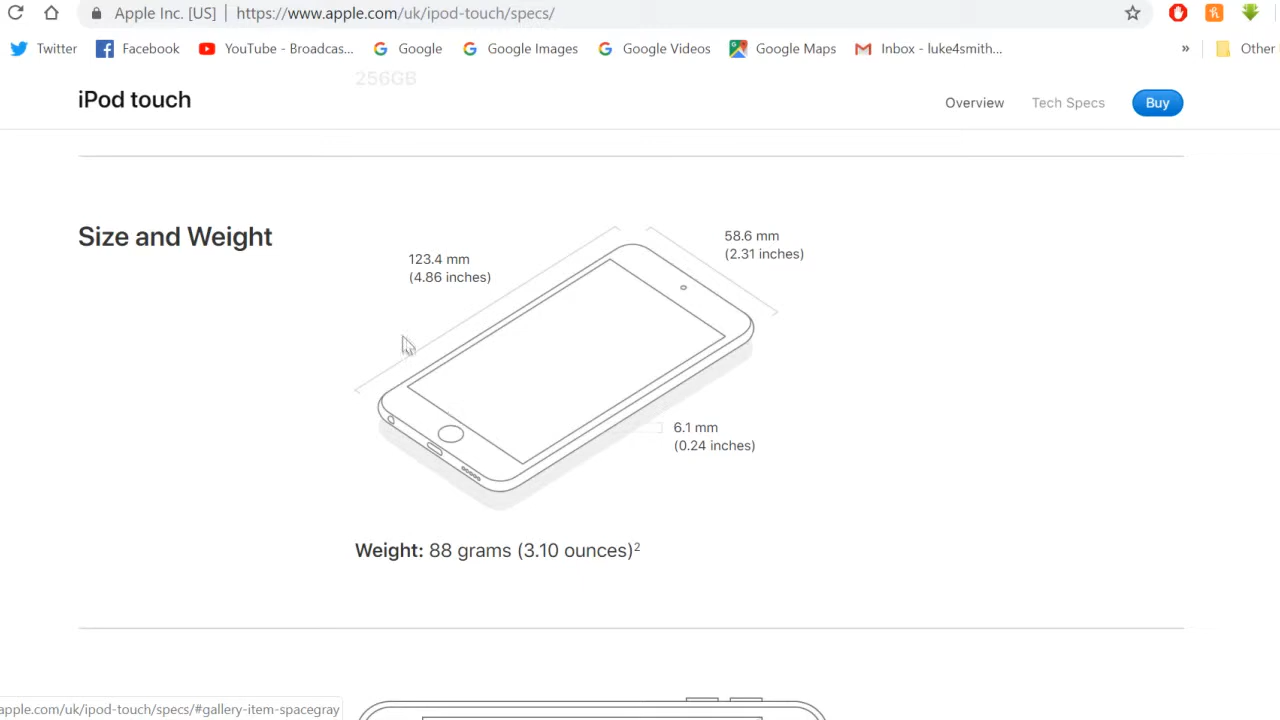 Apple Inc. [US] | https://www.apple.com/uk/ipod-touch/specs/
Twitter Facebook YouTube - Broadcas... Google Google Images Google Videos Google Maps Inbox - luke4smith... » Other
256GB
iPod touch Overview Tech Specs Buy
Size and Weight
58.6 mm
(2.31 inches)
123.4 mm
(4.86 inches)
6.1 mm
(0.24 inches)
Weight: 88 grams (3.10 ounces)²
apple.com/uk/ipod-touch/specs/#gallery-item-spacegray